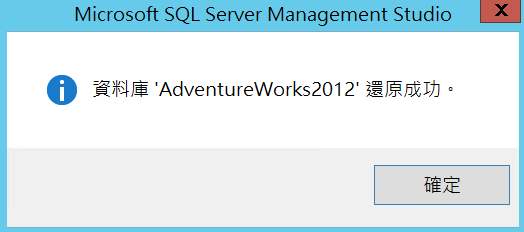 Microsoft SQL Server Management Studio
資料庫 'AdventureWorks2012' 還原成功。
確定